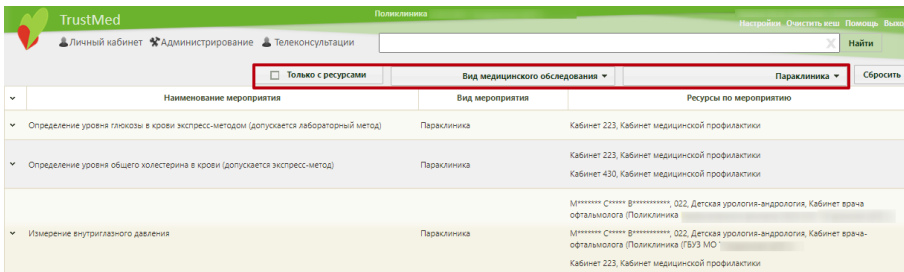 TrustMed
Поликлиника
Настройки Очистить кеш Помощь Выхо
Личный кабинет Администрирование Телеконсультации
Найти
Только с ресурсами Вид медицинского обследования Параклиника Сбросить
Наименование мероприятия Вид мероприятия Ресурсы по мероприятию
Определение уровня глюкозы в крови экспресс-методом (допускается лабораторный метод) Параклиника Кабинет 223, Кабинет медицинской профилактики
Кабинет 223, Кабинет медицинской профилактики
Определение уровня общего холестерина в крови (допускается экспресс-метод) Параклиника
Кабинет 430, Кабинет медицинской профилактики
М******* С***** В***********, 022, Детская урология-андрология, Кабинет врача
офтальмолога (Поликлиника
Измерение внутриглазного давления Параклиника М******* С***** В***********, 022, Детская урология-андрология, Кабинет врача-
офтальмолога (Поликлиника (ГБУЗ МО
Кабинет 223, Кабинет медицинской профилактики